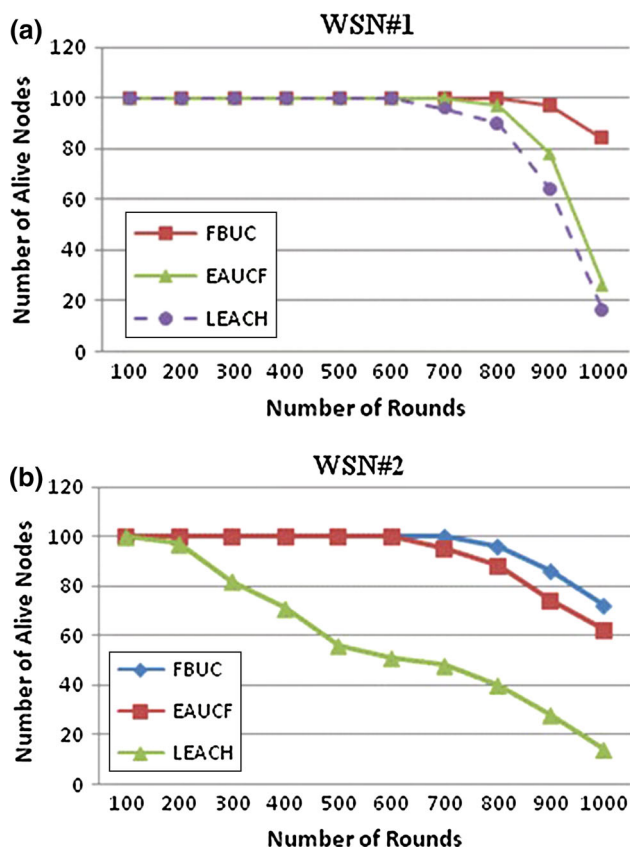 (a)
WSN#1
Number of Alive Nodes
120
100
80
60
40
20
0
FBUC
EAUCF
LEACH
100 200 300 400 500 600 700 800 900 1000
Number of Rounds
(b)
WSN#2
Number of Alive Nodes
120
100
80
60
40
20
0
FBUC
EAUCF
LEACH
100 200 300 400 500 600 700 800 900 1000
Number of Rounds